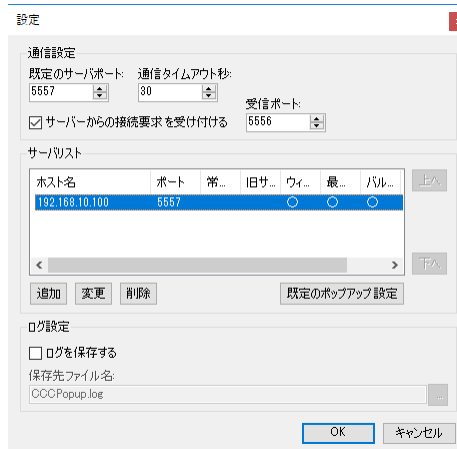 設定
通信設定
既定のサーバポート: 通信タイムアウト秒:
5557 30
受信ポート:
☑ サーバーからの接続要求を受け付ける 5556
サーバリスト
ホスト名 ポート 常... 旧サ... ウィ... 最... バル...
192.168.10.100 5557 ○ ○ ○
上へ
下へ
追加 変更 削除 既定のポップアップ設定
ログ設定
☐ ログを保存する
保存先ファイル名:
CCCPopup.log ...
OK キャンセル